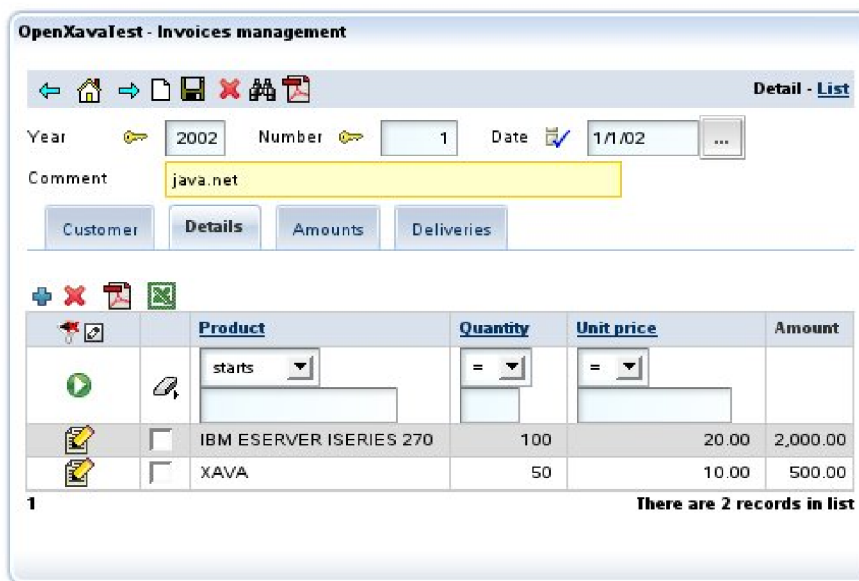 OpenXavaTest - Invoices management
Detail - List
Year 2002 Number 1 Date 1/1/02 ...
Comment java.net
Customer Details Amounts Deliveries
Product Quantity Unit price Amount
starts = =
IBM ESERVER ISERIES 270 100 20.00 2,000.00
XAVA 50 10.00 500.00
1 There are 2 records in list